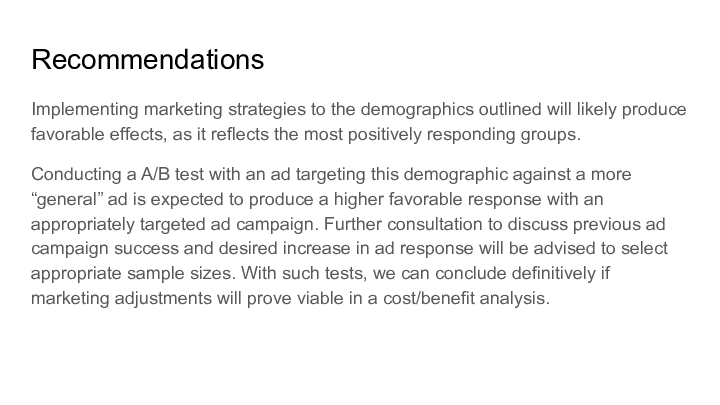 Recommendations
Implementing marketing strategies to the demographics outlined will likely produce
favorable effects, as it reflects the most positively responding groups.
Conducting a A/B test with an ad targeting this demographic against a more
“general” ad is expected to produce a higher favorable response with an
appropriately targeted ad campaign. Further consultation to discuss previous ad
campaign success and desired increase in ad response will be advised to select
appropriate sample sizes. With such tests, we can conclude definitively if
marketing adjustments will prove viable in a cost/benefit analysis.